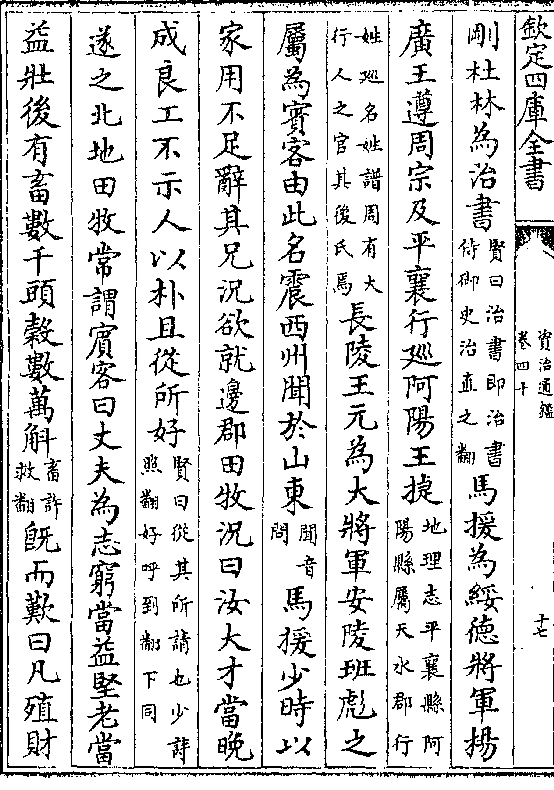 欽定四庫全書
資治通鑑
卷四十
十七
剛杜林為治書賢曰治書即治書侍御史治直之翻馬援為綏德將軍楊
廣王遵周宗及平襄行巡阿陽王捷地理志平襄縣阿陽縣屬天水郡行
姓巡名姓譜周有大行人之官其後氏焉長陵王元為大將軍安陵班彪之
屬為賓客由此名震西州聞於山東聞音問馬援少時以
家用不足辭其兄況欲就邊郡田牧況曰汝大才當晚
成良工不示人以朴且從所好賢曰從其所請也少詩照翻好呼到翻下同
遂之北地田牧常謂賓客曰丈夫為志窮當益堅老當
益壯後有畜數千頭穀數萬斛畜許救翻既而歎曰凡殖財